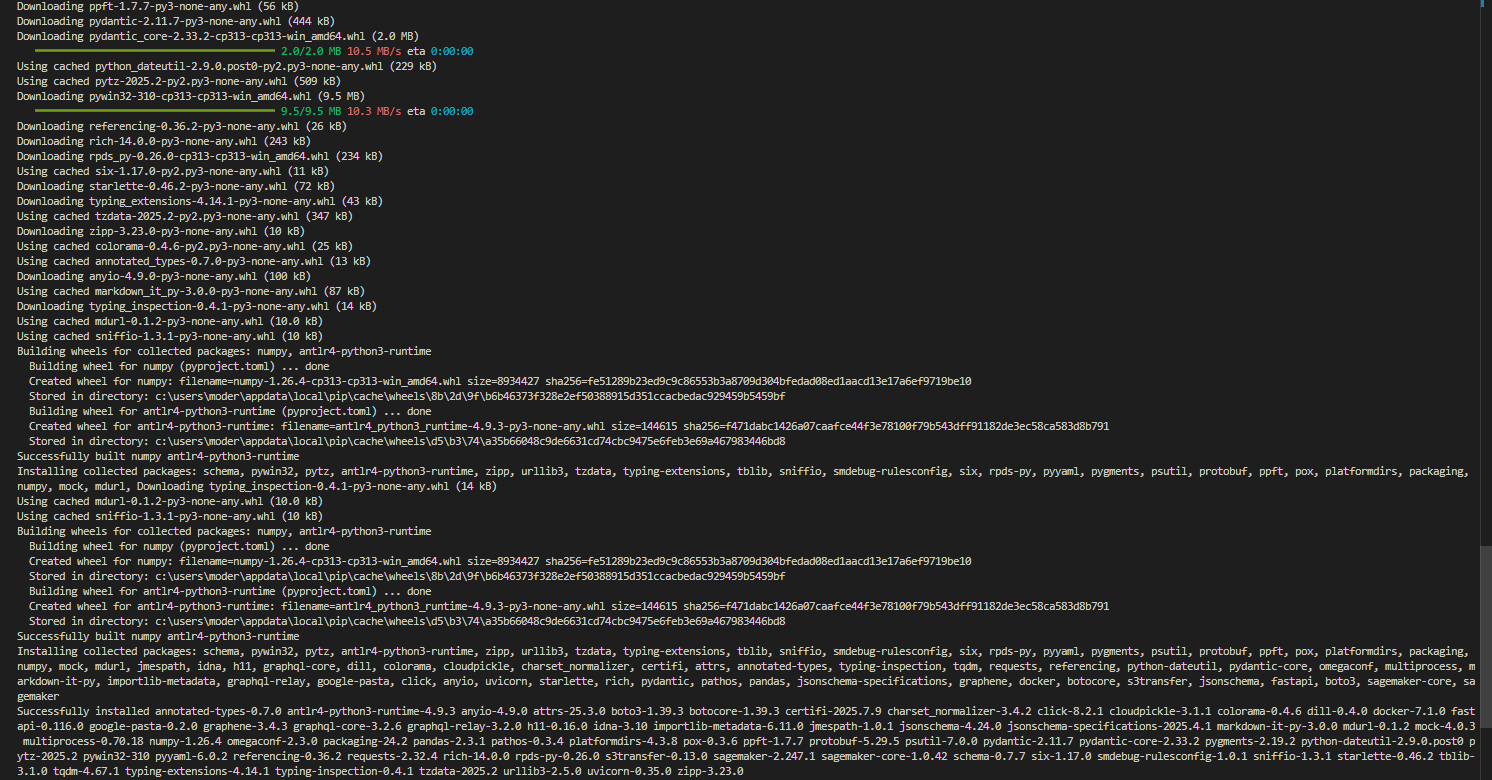 Downloading ppft-1.7.7-py3-none-any.whl (56 kB)
Downloading pydantic-2.11.7-py3-none-any.whl (444 kB)
Downloading pydantic_core-2.33.2-cp313-cp313-win_amd64.whl (2.0 MB)
2.0/2.0 MB 10.5 MB/s eta 0:00:00
Using cached python_dateutil-2.9.0.post0-py2.py3-none-any.whl (229 kB)
Using cached pytz-2025.2-py2.py3-none-any.whl (509 kB)
Downloading pywin32-310-cp313-cp313-win_amd64.whl (9.5 MB)
9.5/9.5 MB 10.3 MB/s eta 0:00:00
Downloading referencing-0.36.2-py3-none-any.whl (26 kB)
Downloading rich-14.0.0-py3-none-any.whl (243 kB)
Downloading rpds_py-0.26.0-cp313-cp313-win_amd64.whl (234 kB)
Using cached six-1.17.0-py2.py3-none-any.whl (11 kB)
Downloading starlette-0.46.2-py3-none-any.whl (72 kB)
Downloading typing_extensions-4.14.1-py3-none-any.whl (43 kB)
Using cached tzdata-2025.2-py2.py3-none-any.whl (347 kB)
Downloading zipp-3.23.0-py3-none-any.whl (10 kB)
Using cached colorama-0.4.6-py2.py3-none-any.whl (25 kB)
Using cached annotated_types-0.7.0-py3-none-any.whl (13 kB)
Downloading anyio-4.9.0-py3-none-any.whl (100 kB)
Using cached markdown_it_py-3.0.0-py3-none-any.whl (87 kB)
Downloading typing_inspection-0.4.1-py3-none-any.whl (14 kB)
Using cached mdurl-0.1.2-py3-none-any.whl (10.0 kB)
Using cached sniffio-1.3.1-py3-none-any.whl (10 kB)
Building wheels for collected packages: numpy, antlr4-python3-runtime
Building wheel for numpy (pyproject.toml) ... done
Created wheel for numpy: filename=numpy-1.26.4-cp313-cp313-win_amd64.whl size=8934427 sha256=fe51289b23ed9c9c86553b3a8709d304bfedad08ed1aacd13e17a6ef9719be10
Stored in directory: c:\users\moder\appdata\local\pip\cache\wheels\8b\2d\9f\b6b46373f328e2ef50388915d351ccacbedac929459b5459bf
Building wheel for antlr4-python3-runtime (pyproject.toml) ... done
Created wheel for antlr4-python3-runtime: filename=antlr4_python3_runtime-4.9.3-py3-none-any.whl size=144615 sha256=f471dabc1426a07caafce44f3e78100f79b543dff91182de3ec58ca583d8b791
Stored in directory: c:\users\moder\appdata\local\pip\cache\wheels\d5\b3\74\a35b66048c9de6631cd74cbc9475e6feb3e69a467983446bd8
Successfully built numpy antlr4-python3-runtime
Installing collected packages: schema, pywin32, pytz, antlr4-python3-runtime, zipp, urllib3, tzdata, typing-extensions, tblib, sniffio, smdebug-rulesconfig, six, rpds-py, pyyaml, pygments, psutil, protobuf, ppft, pox, platformdirs, packaging,
numpy, mock, mdurl, Downloading typing_inspection-0.4.1-py3-none-any.whl (14 kB)
Using cached mdurl-0.1.2-py3-none-any.whl (10.0 kB)
Using cached sniffio-1.3.1-py3-none-any.whl (10 kB)
Building wheels for collected packages: numpy, antlr4-python3-runtime
Building wheel for numpy (pyproject.toml) ... done
Created wheel for numpy: filename=numpy-1.26.4-cp313-cp313-win_amd64.whl size=8934427 sha256=fe51289b23ed9c9c86553b3a8709d304bfedad08ed1aacd13e17a6ef9719be10
Stored in directory: c:\users\moder\appdata\local\pip\cache\wheels\8b\2d\9f\b6b46373f328e2ef50388915d351ccacbedac929459b5459bf
Building wheel for antlr4-python3-runtime (pyproject.toml) ... done
Created wheel for antlr4-python3-runtime: filename=antlr4_python3_runtime-4.9.3-py3-none-any.whl size=144615 sha256=f471dabc1426a07caafce44f3e78100f79b543dff91182de3ec58ca583d8b791
Stored in directory: c:\users\moder\appdata\local\pip\cache\wheels\d5\b3\74\a35b66048c9de6631cd74cbc9475e6feb3e69a467983446bd8
Successfully built numpy antlr4-python3-runtime
Installing collected packages: schema, pywin32, pytz, antlr4-python3-runtime, zipp, urllib3, tzdata, typing-extensions, tblib, sniffio, smdebug-rulesconfig, six, rpds-py, pyyaml, pygments, psutil, protobuf, ppft, pox, platformdirs, packaging,
numpy, mock, mdurl, jmespath, idna, h11, graphql-core, dill, colorama, cloudpickle, charset_normalizer, certifi, attrs, annotated-types, typing-inspection, tqdm, requests, referencing, python-dateutil, pydantic-core, omegaconf, multiprocess, m
arkdown-it-py, importlib-metadata, graphql-relay, google-pasta, click, anyio, uvicorn, starlette, rich, pydantic, pathos, pandas, jsonschema-specifications, graphene, docker, botocore, s3transfer, jsonschema, fastapi, boto3, sagemaker-core, sa
gemaker
Successfully installed annotated-types-0.7.0 antlr4-python3-runtime-4.9.3 anyio-4.9.0 attrs-25.3.0 boto3-1.39.3 botocore-1.39.3 certifi-2025.7.9 charset_normalizer-3.4.2 click-8.2.1 cloudpickle-3.1.1 colorama-0.4.6 dill-0.4.0 docker-7.1.0 fast
api-0.116.0 google-pasta-0.2.0 graphene-3.4.3 graphql-core-3.2.6 graphql-relay-3.2.0 h11-0.16.0 idna-3.10 importlib-metadata-6.11.0 jmespath-1.0.1 jsonschema-4.24.0 jsonschema-specifications-2025.4.1 markdown-it-py-3.0.0 mdurl-0.1.2 mock-4.0.3
multiprocess-0.70.18 numpy-1.26.4 omegaconf-2.3.0 packaging-24.2 pandas-2.3.1 pathos-0.3.4 platformdirs-4.3.8 pox-0.3.6 ppft-1.7.7 protobuf-5.29.5 psutil-7.0.0 pydantic-2.11.7 pydantic-core-2.33.2 pygments-2.19.2 python-dateutil-2.9.0.post0 p
ytz-2025.2 pywin32-310 pyyaml-6.0.2 referencing-0.36.2 requests-2.32.4 rich-14.0.0 rpds-py-0.26.0 s3transfer-0.13.0 sagemaker-2.247.1 sagemaker-core-1.0.42 schema-0.7.7 six-1.17.0 smdebug-rulesconfig-1.0.1 sniffio-1.3.1 starlette-0.46.2 tblib-
3.1.0 tqdm-4.67.1 typing-extensions-4.14.1 typing-inspection-0.4.1 tzdata-2025.2 urllib3-2.5.0 uvicorn-0.35.0 zipp-3.23.0